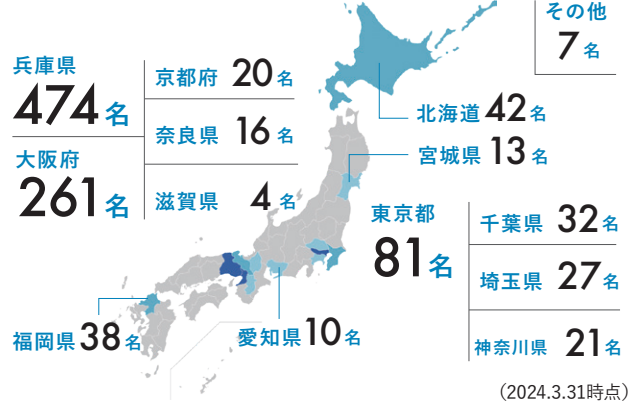 その他
7名
兵庫県
474名
大阪府
261名
京都府 20名
奈良県 16名
滋賀県 4名
北海道42名
宮城県 13名
東京都
81名
千葉県 32名
埼玉県 27名
神奈川県 21名
福岡県38名
愛知県10名
（2024.3.31時点）